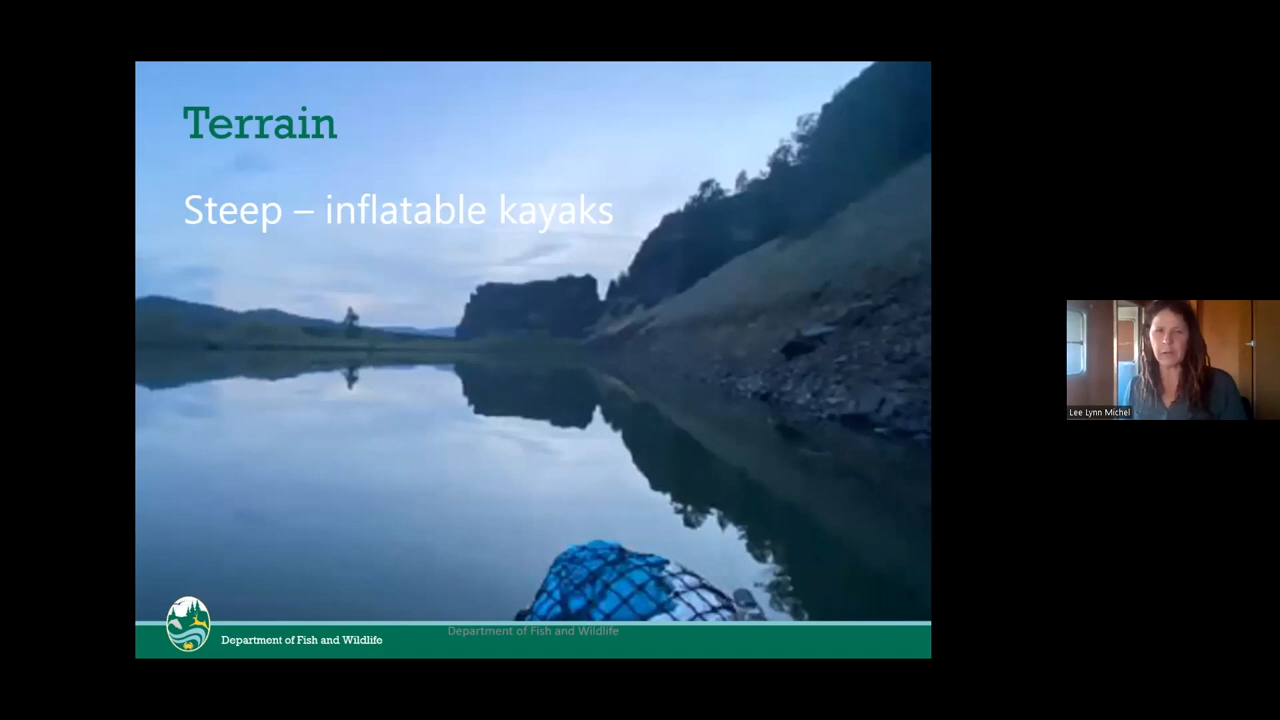 Terrain
Steep – inflatable kayaks
Lee Lynn Michel
Department of Fish and Wildlife
Department of Fish and Wildlife